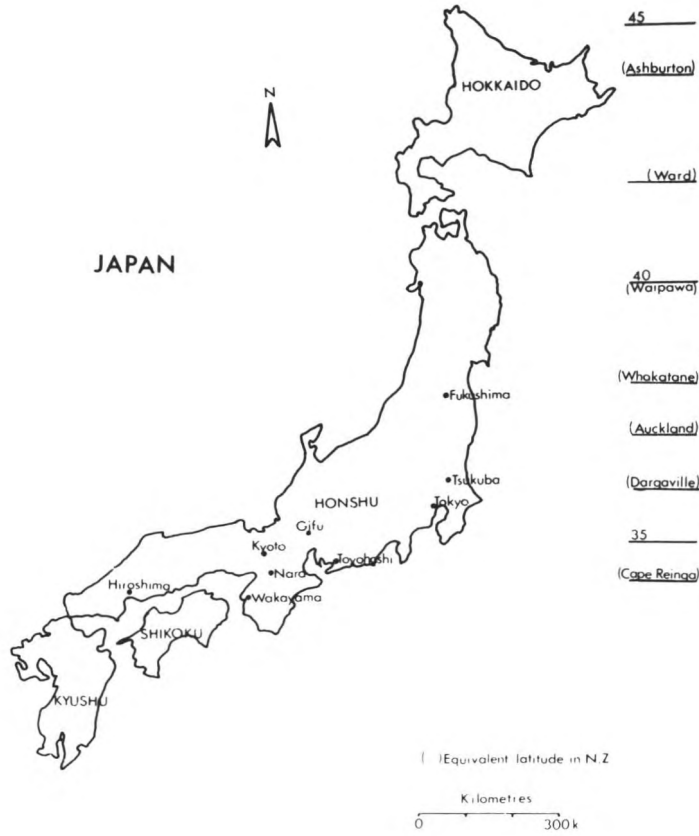 45
(Ashburton)
HOKKAIDO
N
(Ward)
JAPAN
40
(Waipawa)
(Whokatane)
Fukushima
(Auckland)
Tsukuba
(Dargaville)
HONSHU
Tokyo
Gifu
35
Kyoto
Toyohashi
Nara
(Cape Reinga)
Hiroshima
Wakayama
SHIKOKU
KYUSHU
( )Equivalent latitude in N.Z
Kilometres
0 300k